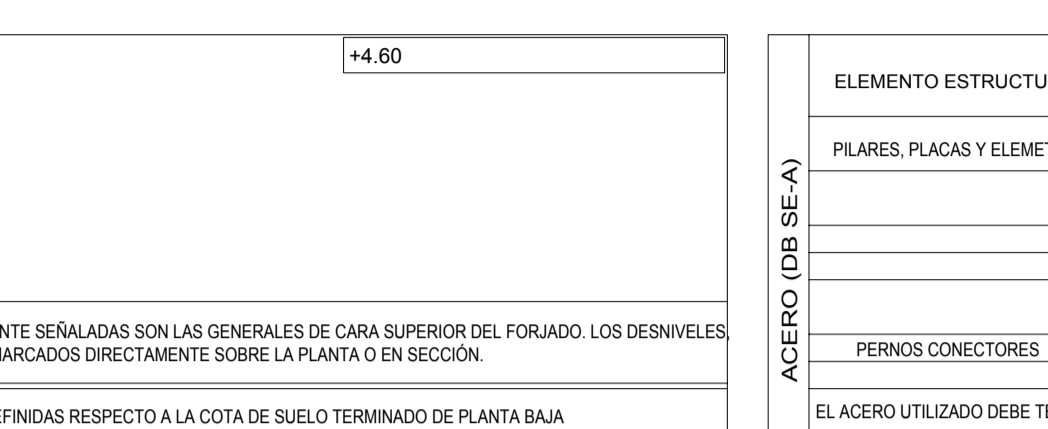 +4.60
NTE SEÑALADAS SON LAS GENERALES DE CARA SUPERIOR DEL FORJADO. LOS DESNIVELES,
MARCADOS DIRECTAMENTE SOBRE LA PLANTA O EN SECCIÓN.
EFINIDAS RESPECTO A LA COTA DE SUELO TERMINADO DE PLANTA BAJA
ACERO (DB SE-A)
ELEMENTO ESTRUCTU
PILARES, PLACAS Y ELEMET
PERNOS CONECTORES
EL ACERO UTILIZADO DEBE TE